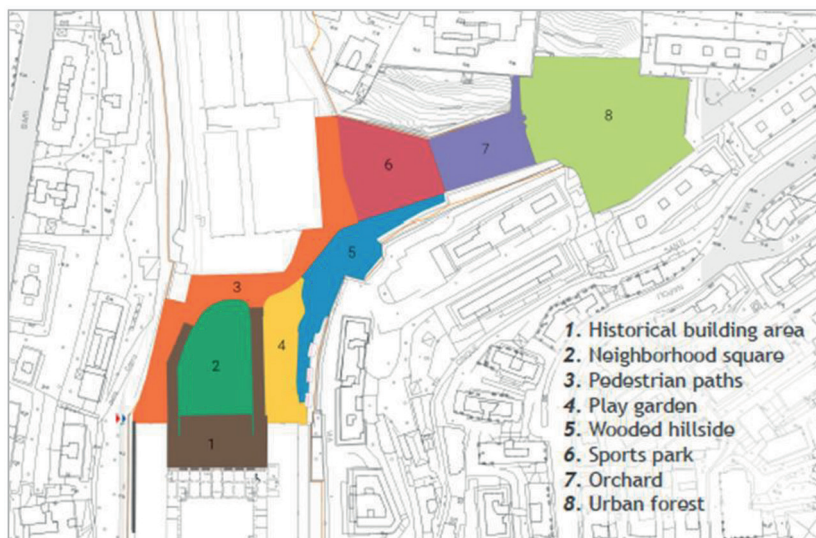 8
6
7
5
3
4
2
1
1. Historical building area
2. Neighborhood square
3. Pedestrian paths
4. Play garden
5. Wooded hillside
6. Sports park
7. Orchard
8. Urban forest